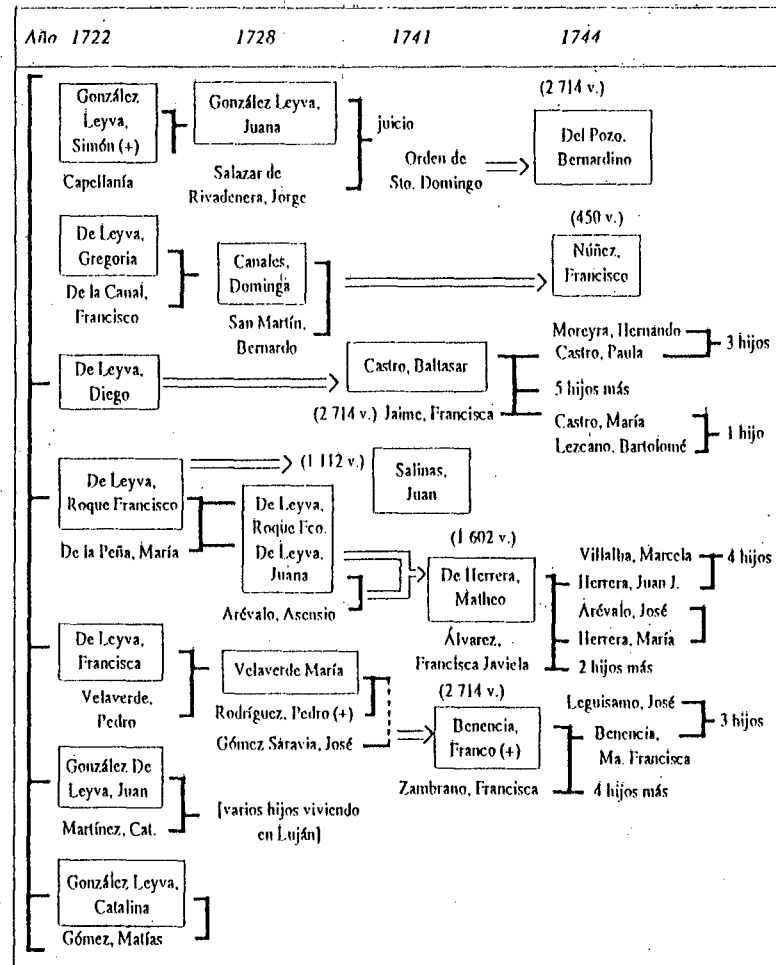 Año 1722 1728 1741 1744
González
Leyva,
Simón (+)
Capellanía
González Leyva,
Juana
Salazar de
Rivadenera, Jorge
juicio
Orden de
Sto. Domingo
(2 714 v.)
Del Pozo.
Bernardino
De Leyva,
Gregoria
De la Canal,
Francisco
Canales,
Dominga
San Martín,
Bernardo
(450 v.)
Núñez,
Francisco
De Leyva,
Diego
Castro, Baltasar
(2 714 v.) Jaime, Francisca
Moreyra, Hernándo
Castro, Paula
3 hijos
5 hijos más
Castro, María
Lezcano, Bartolomé
1 hijo
De Leyva,
Roque Francisco
De la Peña, María
(1 112 v.)
Salinas,
Juan
De Leyva,
Roque Fco.
De Leyva,
Juana
Arévalo, Asensio
(1 602 v.)
De Herrera,
Matheo
Álvarez,
Francisca Javiela
Villalba, Marcela
Herrera, Juan J.
4 hijos
Arévalo, José
Herrera, María
2 hijos más
De Leyva,
Francisca
Velaverde,
Pedro
Velaverde María
Rodríguez, Pedro (+)
Gómez Saravia, José
(2 714 v.)
Benencia,
Franco (+)
Zambrano, Francisca
Leguisamo, José
Benencia,
Ma. Francisca
3 hijos
4 hijos más
González De
Leyva, Juan
Martínez, Cat.
[varios hijos viviendo
en Luján]
González Leyva,
Catalina
Gómez, Matías